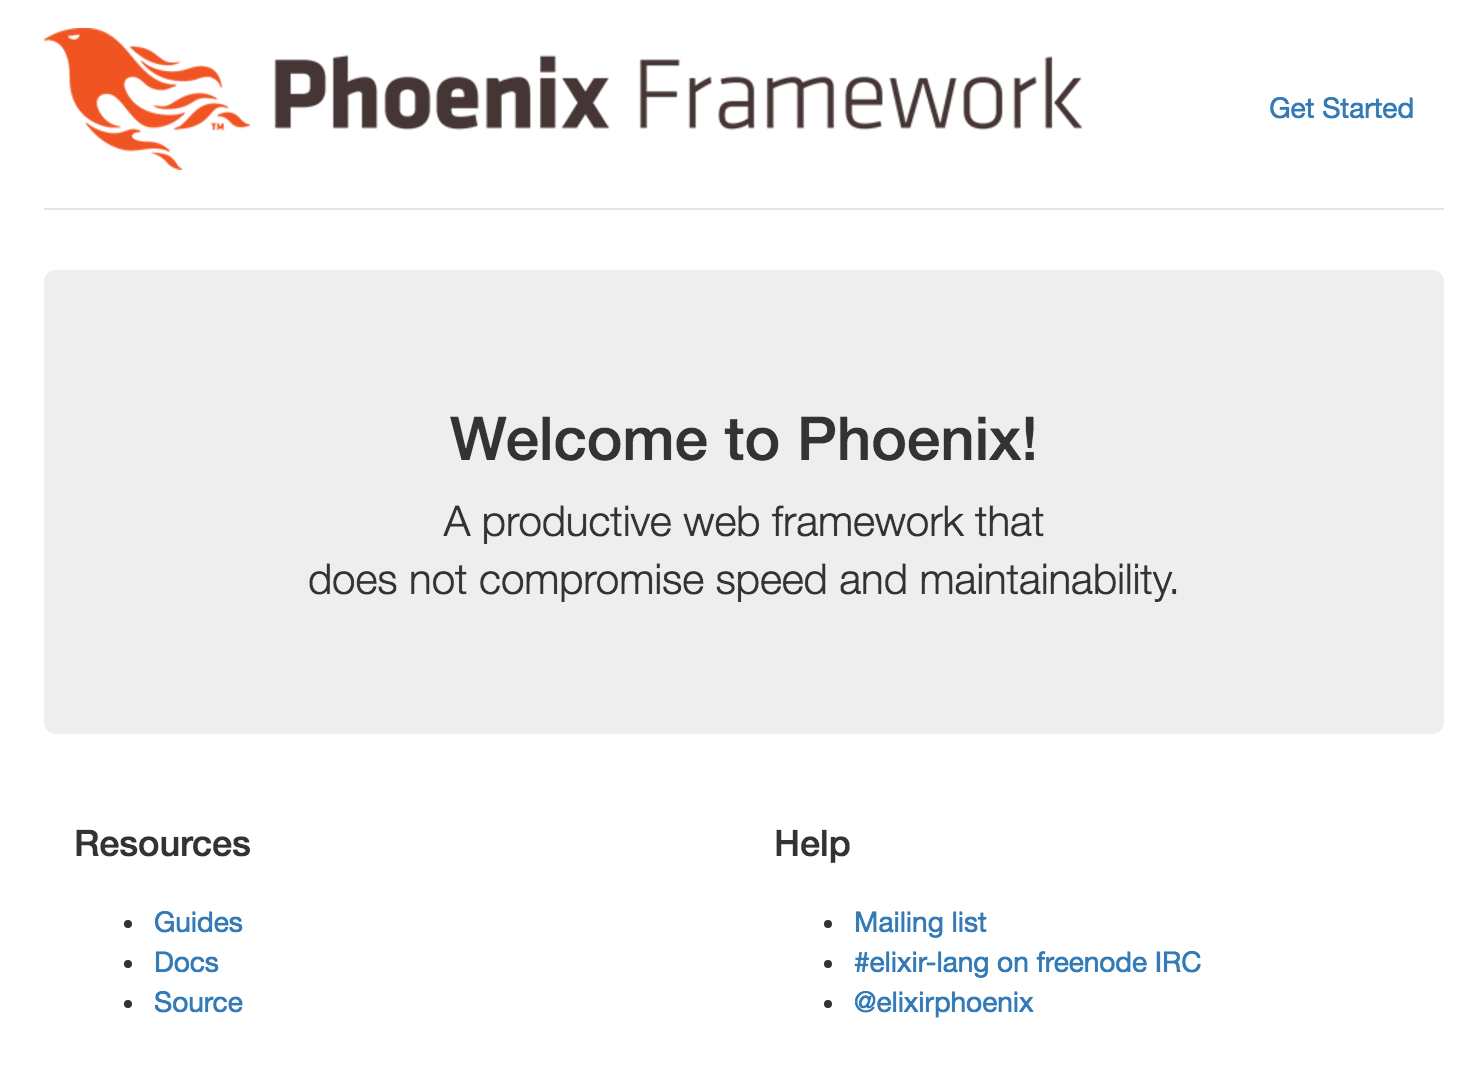 Phoenix Framework
TM
Get Started
Welcome to Phoenix!
A productive web framework that
does not compromise speed and maintainability.
Resources
Guides
Docs
Source
Help
Mailing list
#elixir-lang on freenode IRC
@elixirphoenix